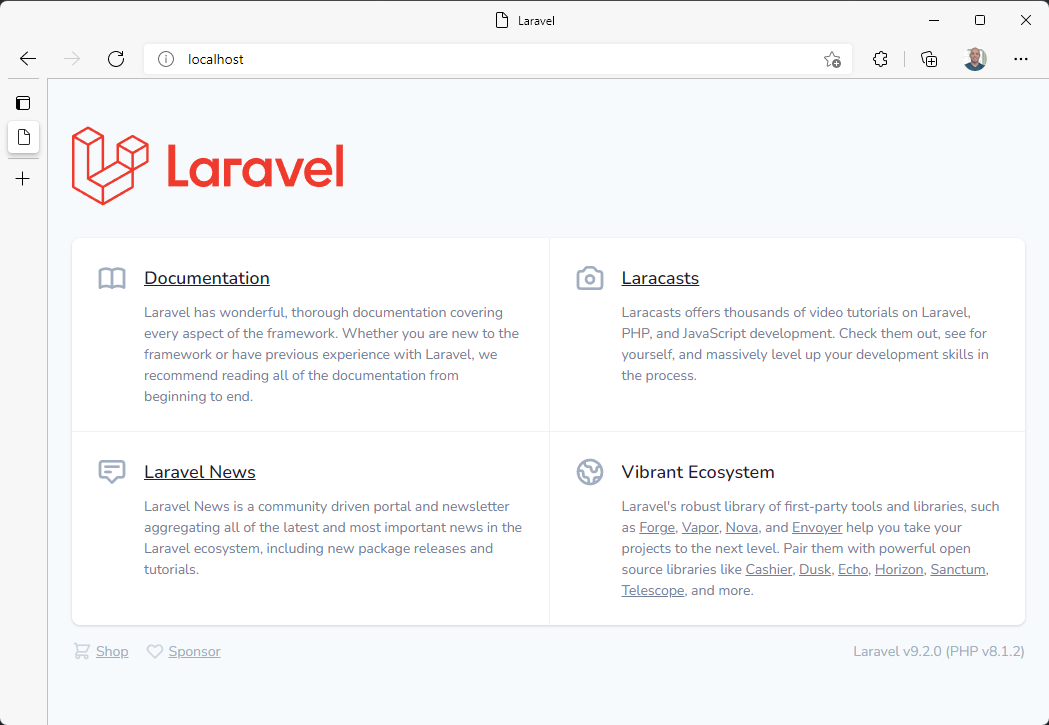 Laravel
localhost
Laravel
Documentation
Laravel has wonderful, thorough documentation covering
every aspect of the framework. Whether you are new to the
framework or have previous experience with Laravel, we
recommend reading all of the documentation from
beginning to end.
Laracasts
Laracasts offers thousands of video tutorials on Laravel,
PHP, and JavaScript development. Check them out, see for
yourself, and massively level up your development skills in
the process.
Laravel News
Laravel News is a community driven portal and newsletter
aggregating all of the latest and most important news in the
Laravel ecosystem, including new package releases and
tutorials.
Vibrant Ecosystem
Laravel's robust library of first-party tools and libraries, such
as Forge, Vapor, Nova, and Envoyer help you take your
projects to the next level. Pair them with powerful open
source libraries like Cashier, Dusk, Echo, Horizon, Sanctum,
Telescope, and more.
Shop
Sponsor
Laravel v9.2.0 (PHP v8.1.2)